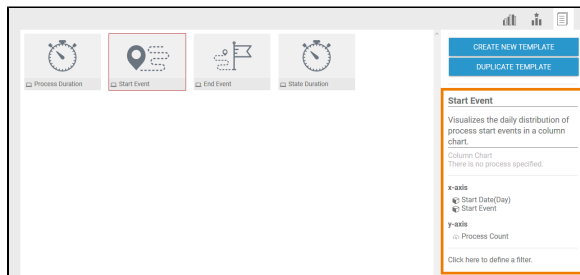 CREATE NEW TEMPLATE
DUPLICATE TEMPLATE
Process Duration
Start Event
End Event
State Duration
Start Event
Visualizes the daily distribution of
process start events in a column
chart.
Column Chart
There is no process specified.
x-axis
Start Date(Day)
Start Event
y-axis
Process Count
Click here to define a filter.